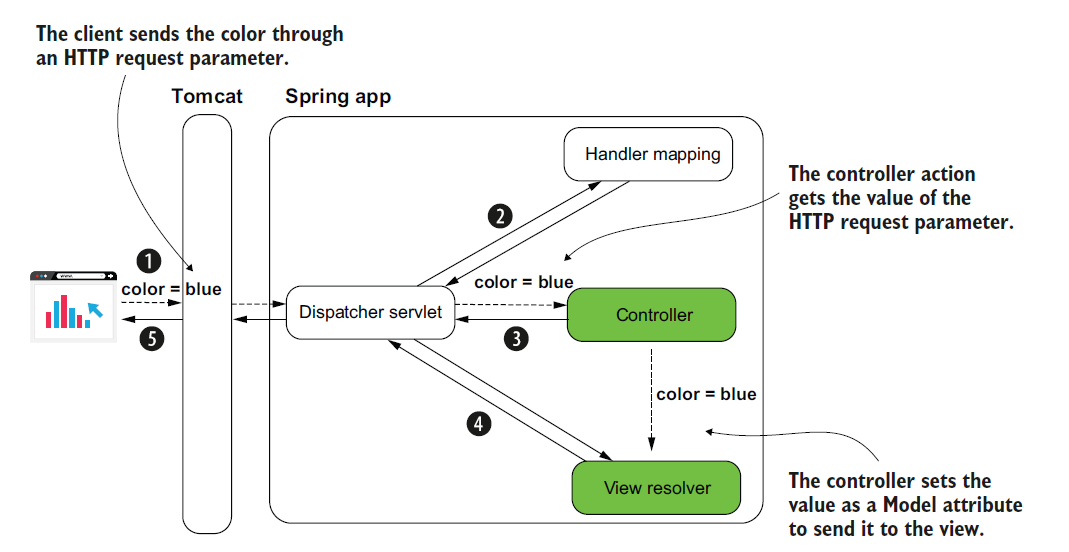 The client sends the color through
an HTTP request parameter.
Tomcat
Spring app
Handler mapping
The controller action
gets the value of the
HTTP request parameter.
2
1
www.
color = blue
color = blue
Dispatcher servlet
Controller
5
3
color = blue
4
View resolver
The controller sets the
value as a Model attribute
to send it to the view.